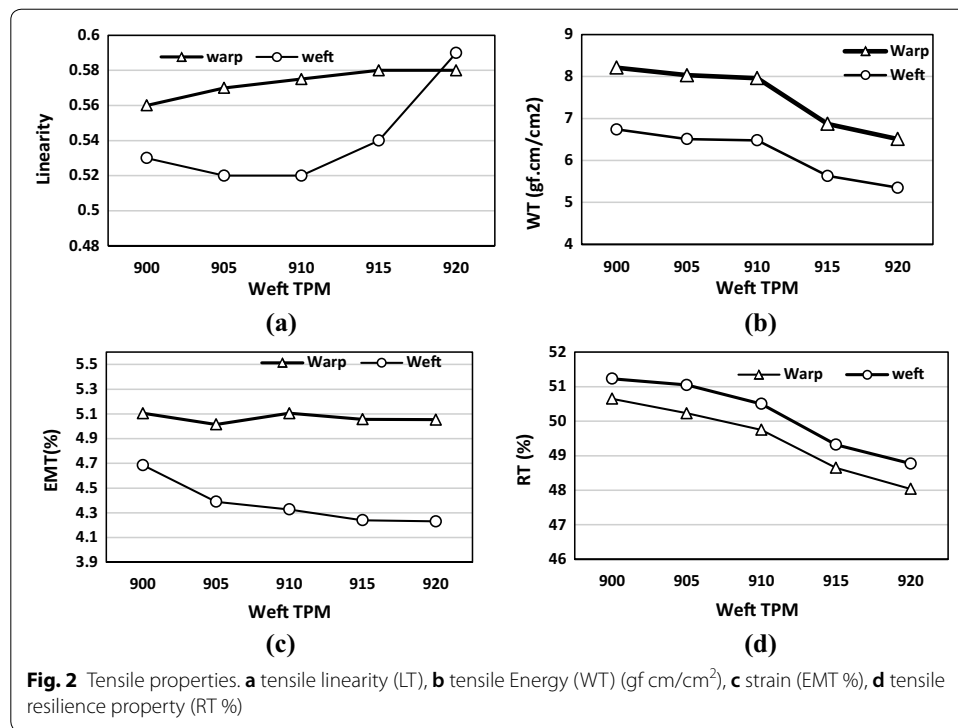 0.6
0.58
0.56
0.54
0.52
0.5
0.48
Linearity
warp
weft
900 905 910 915 920
Weft TPM
(a)
9
8
7
6
5
4
WT (gf.cm/cm2)
Warp
Weft
900 905 910 915 920
Weft TPM
(b)
5.5
5.3
5.1
4.9
4.7
4.5
4.3
4.1
3.9
EMT(%)
Warp
Weft
900 905 910 915 920
Weft TPM
(c)
52
51
50
49
48
47
46
RT (%)
Warp
weft
900 905 910 915 920
Weft TPM
(d)
Fig. 2 Tensile properties. a tensile linearity (LT), b tensile Energy (WT) (gf cm/cm²), c strain (EMT %), d tensile
resilience property (RT %)